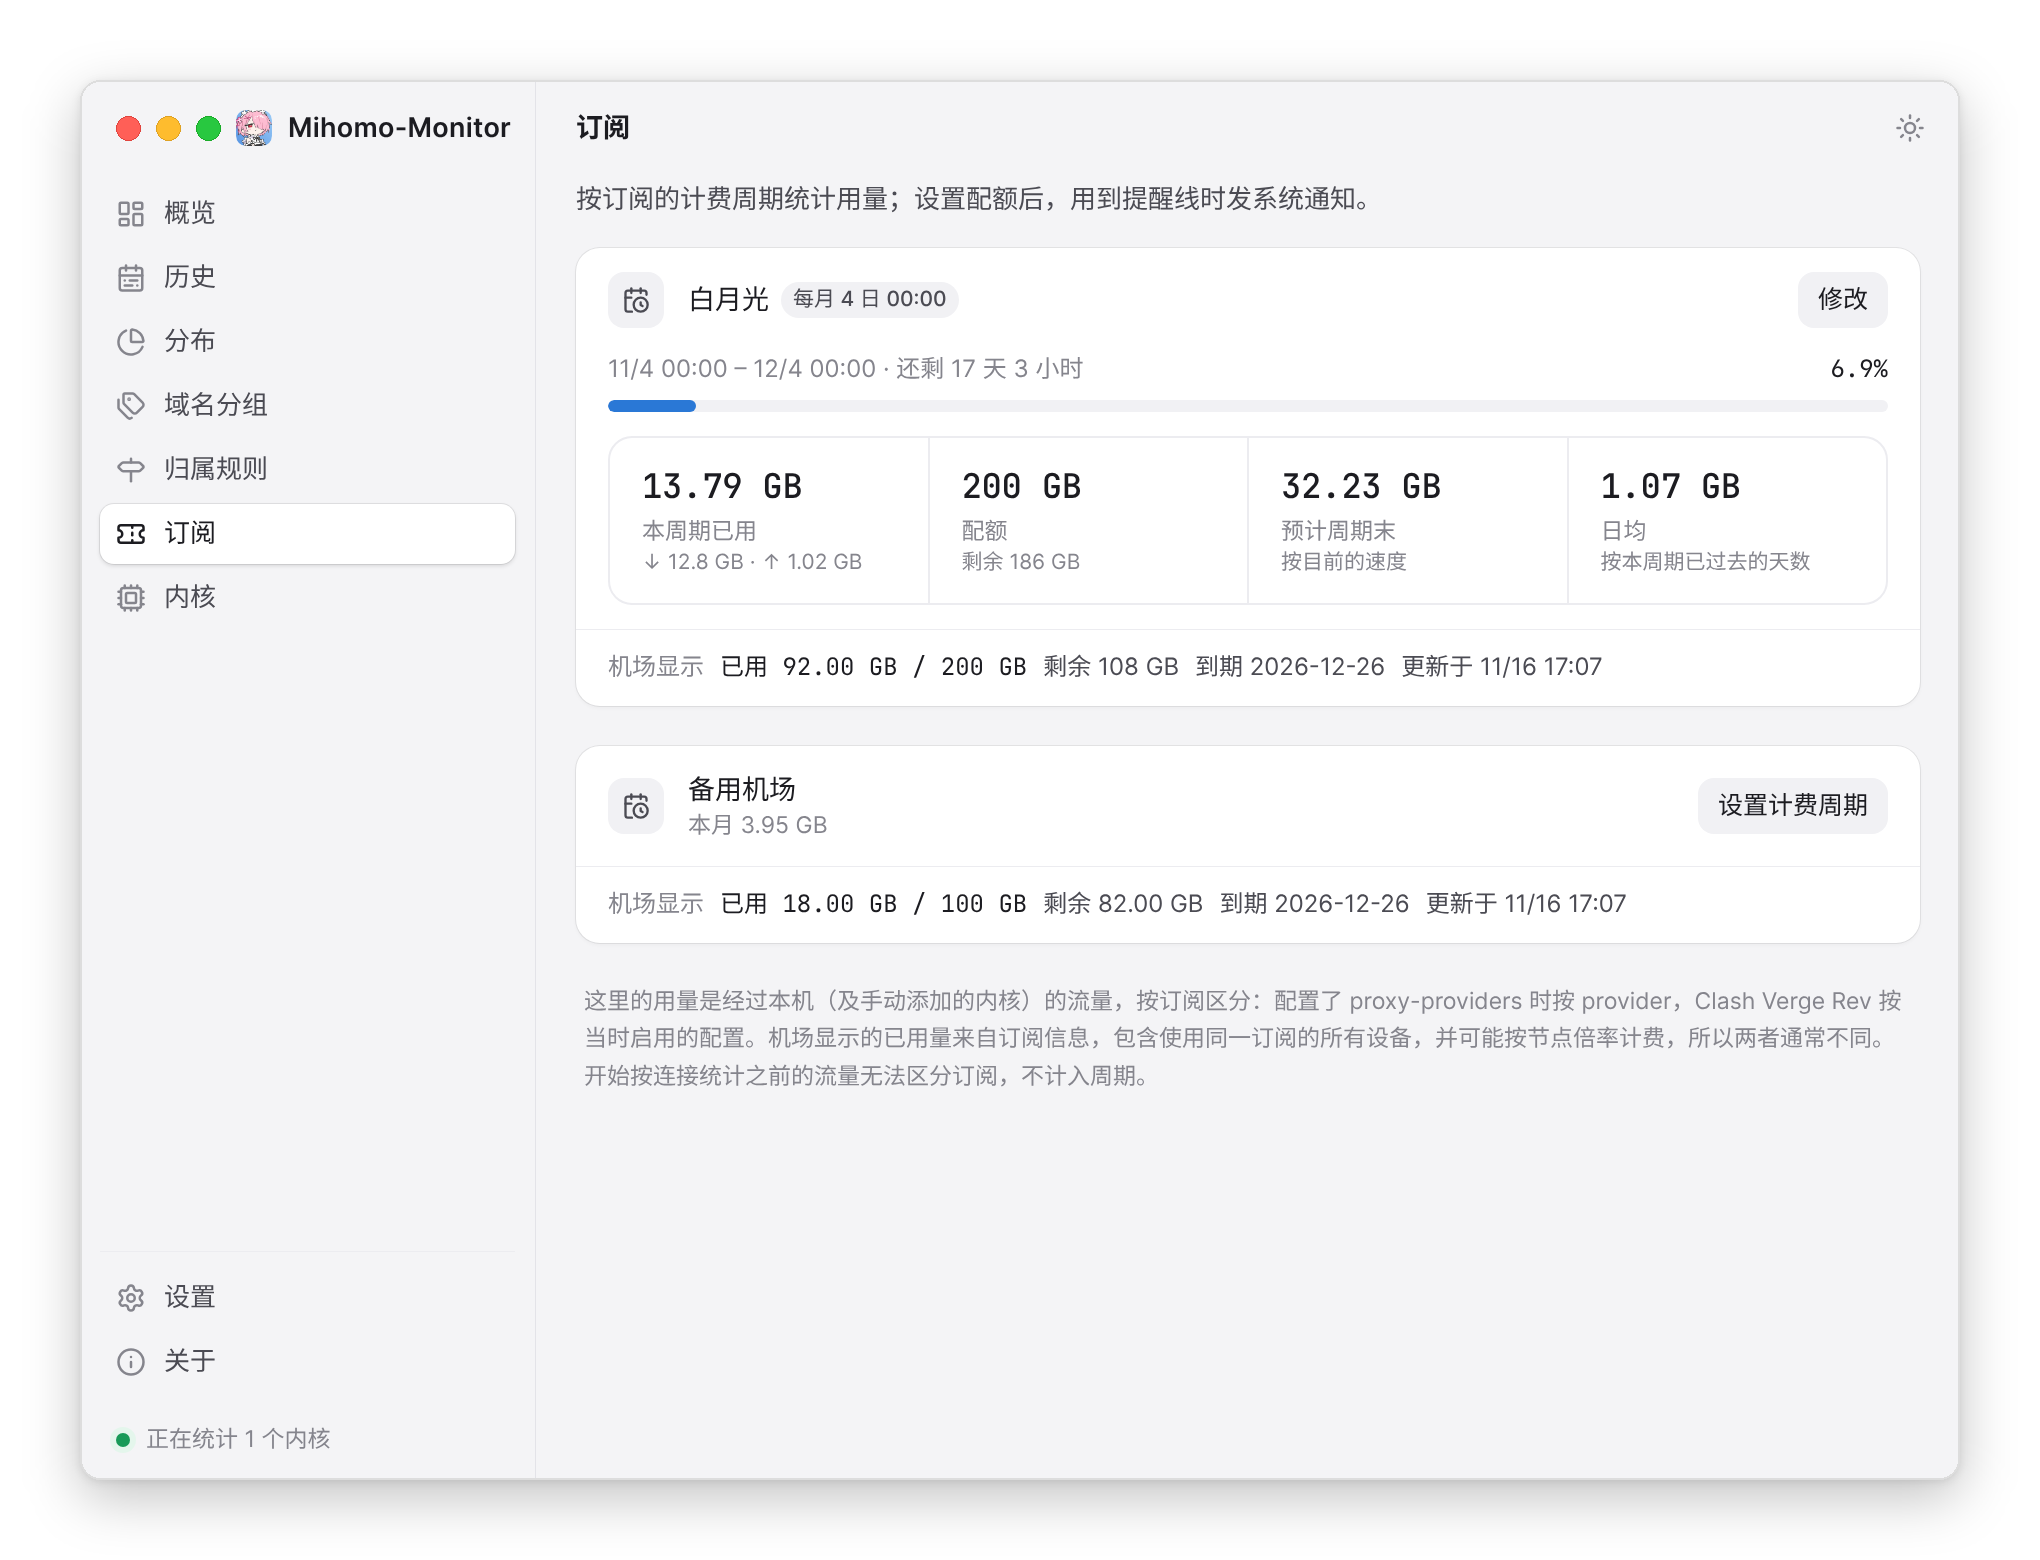 Mihomo-Monitor
概览
历史
分布
域名分组
归属规则
订阅
内核
设置
关于
正在统计 1 个内核
订阅
按订阅的计费周期统计用量；设置配额后，用到提醒线时发系统通知。
白月光 每月 4 日 00:00 修改
11/4 00:00 – 12/4 00:00 · 还剩 17 天 3 小时 6.9%
13.79 GB
本周期已用
↓ 12.8 GB · ↑ 1.02 GB
200 GB
配额
剩余 186 GB
32.23 GB
预计周期末
按目前的速度
1.07 GB
日均
按本周期已过去的天数
机场显示 已用 92.00 GB / 200 GB 剩余 108 GB 到期 2026-12-26 更新于 11/16 17:07
备用机场
本月 3.95 GB
设置计费周期
机场显示 已用 18.00 GB / 100 GB 剩余 82.00 GB 到期 2026-12-26 更新于 11/16 17:07
这里的用量是经过本机（及手动添加的内核）的流量，按订阅区分：配置了 proxy-providers 时按 provider，Clash Verge Rev 按
当时启用的配置。机场显示的已用量来自订阅信息，包含使用同一订阅的所有设备，并可能按节点倍率计费，所以两者通常不同。
开始按连接统计之前的流量无法区分订阅，不计入周期。